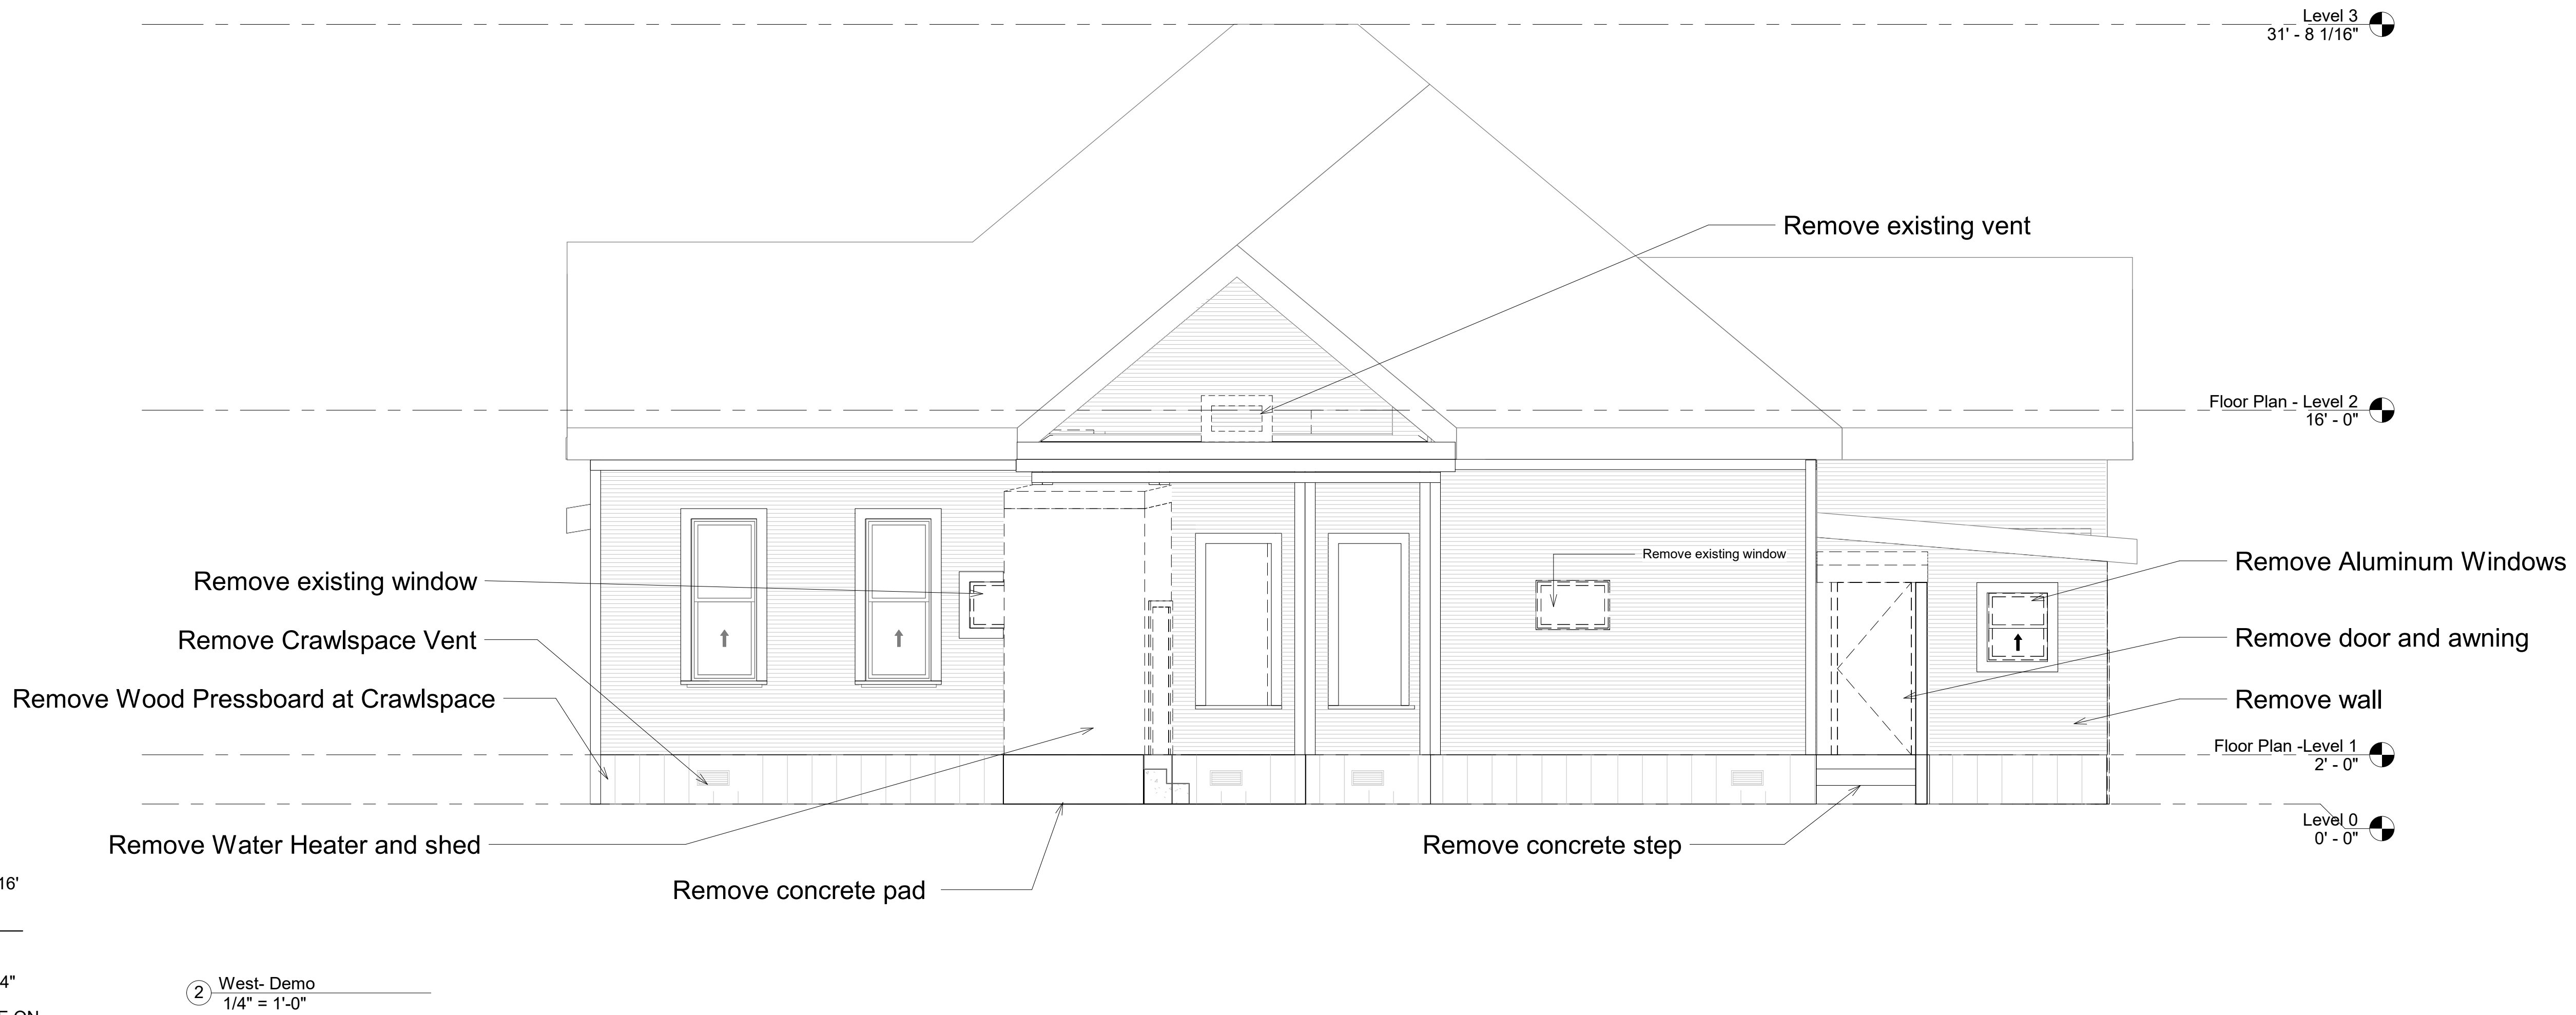 Level 3
31' - 8 1/16"
Remove existing vent
Floor Plan - Level 2
16' - 0"
Remove existing window
Remove existing window
Remove Aluminum Windows
Remove Crawlspace Vent
Remove door and awning
Remove Wood Pressboard at Crawlspace
Remove wall
Floor Plan -Level 1
2' - 0"
Level 0
0' - 0"
Remove Water Heater and shed
Remove concrete step
Remove concrete pad
16'
4"
2
West- Demo
1/4" = 1'-0"